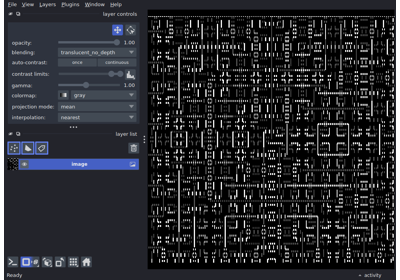 File View Layers Plugins Window Help
layer controls
opacity: 1.00
blending: translucent_no_depth
auto-contrast: once continuous
contrast limits:
gamma: 1.00
colormap: gray
projection mode: mean
interpolation: nearest
layer list
image
Ready activity